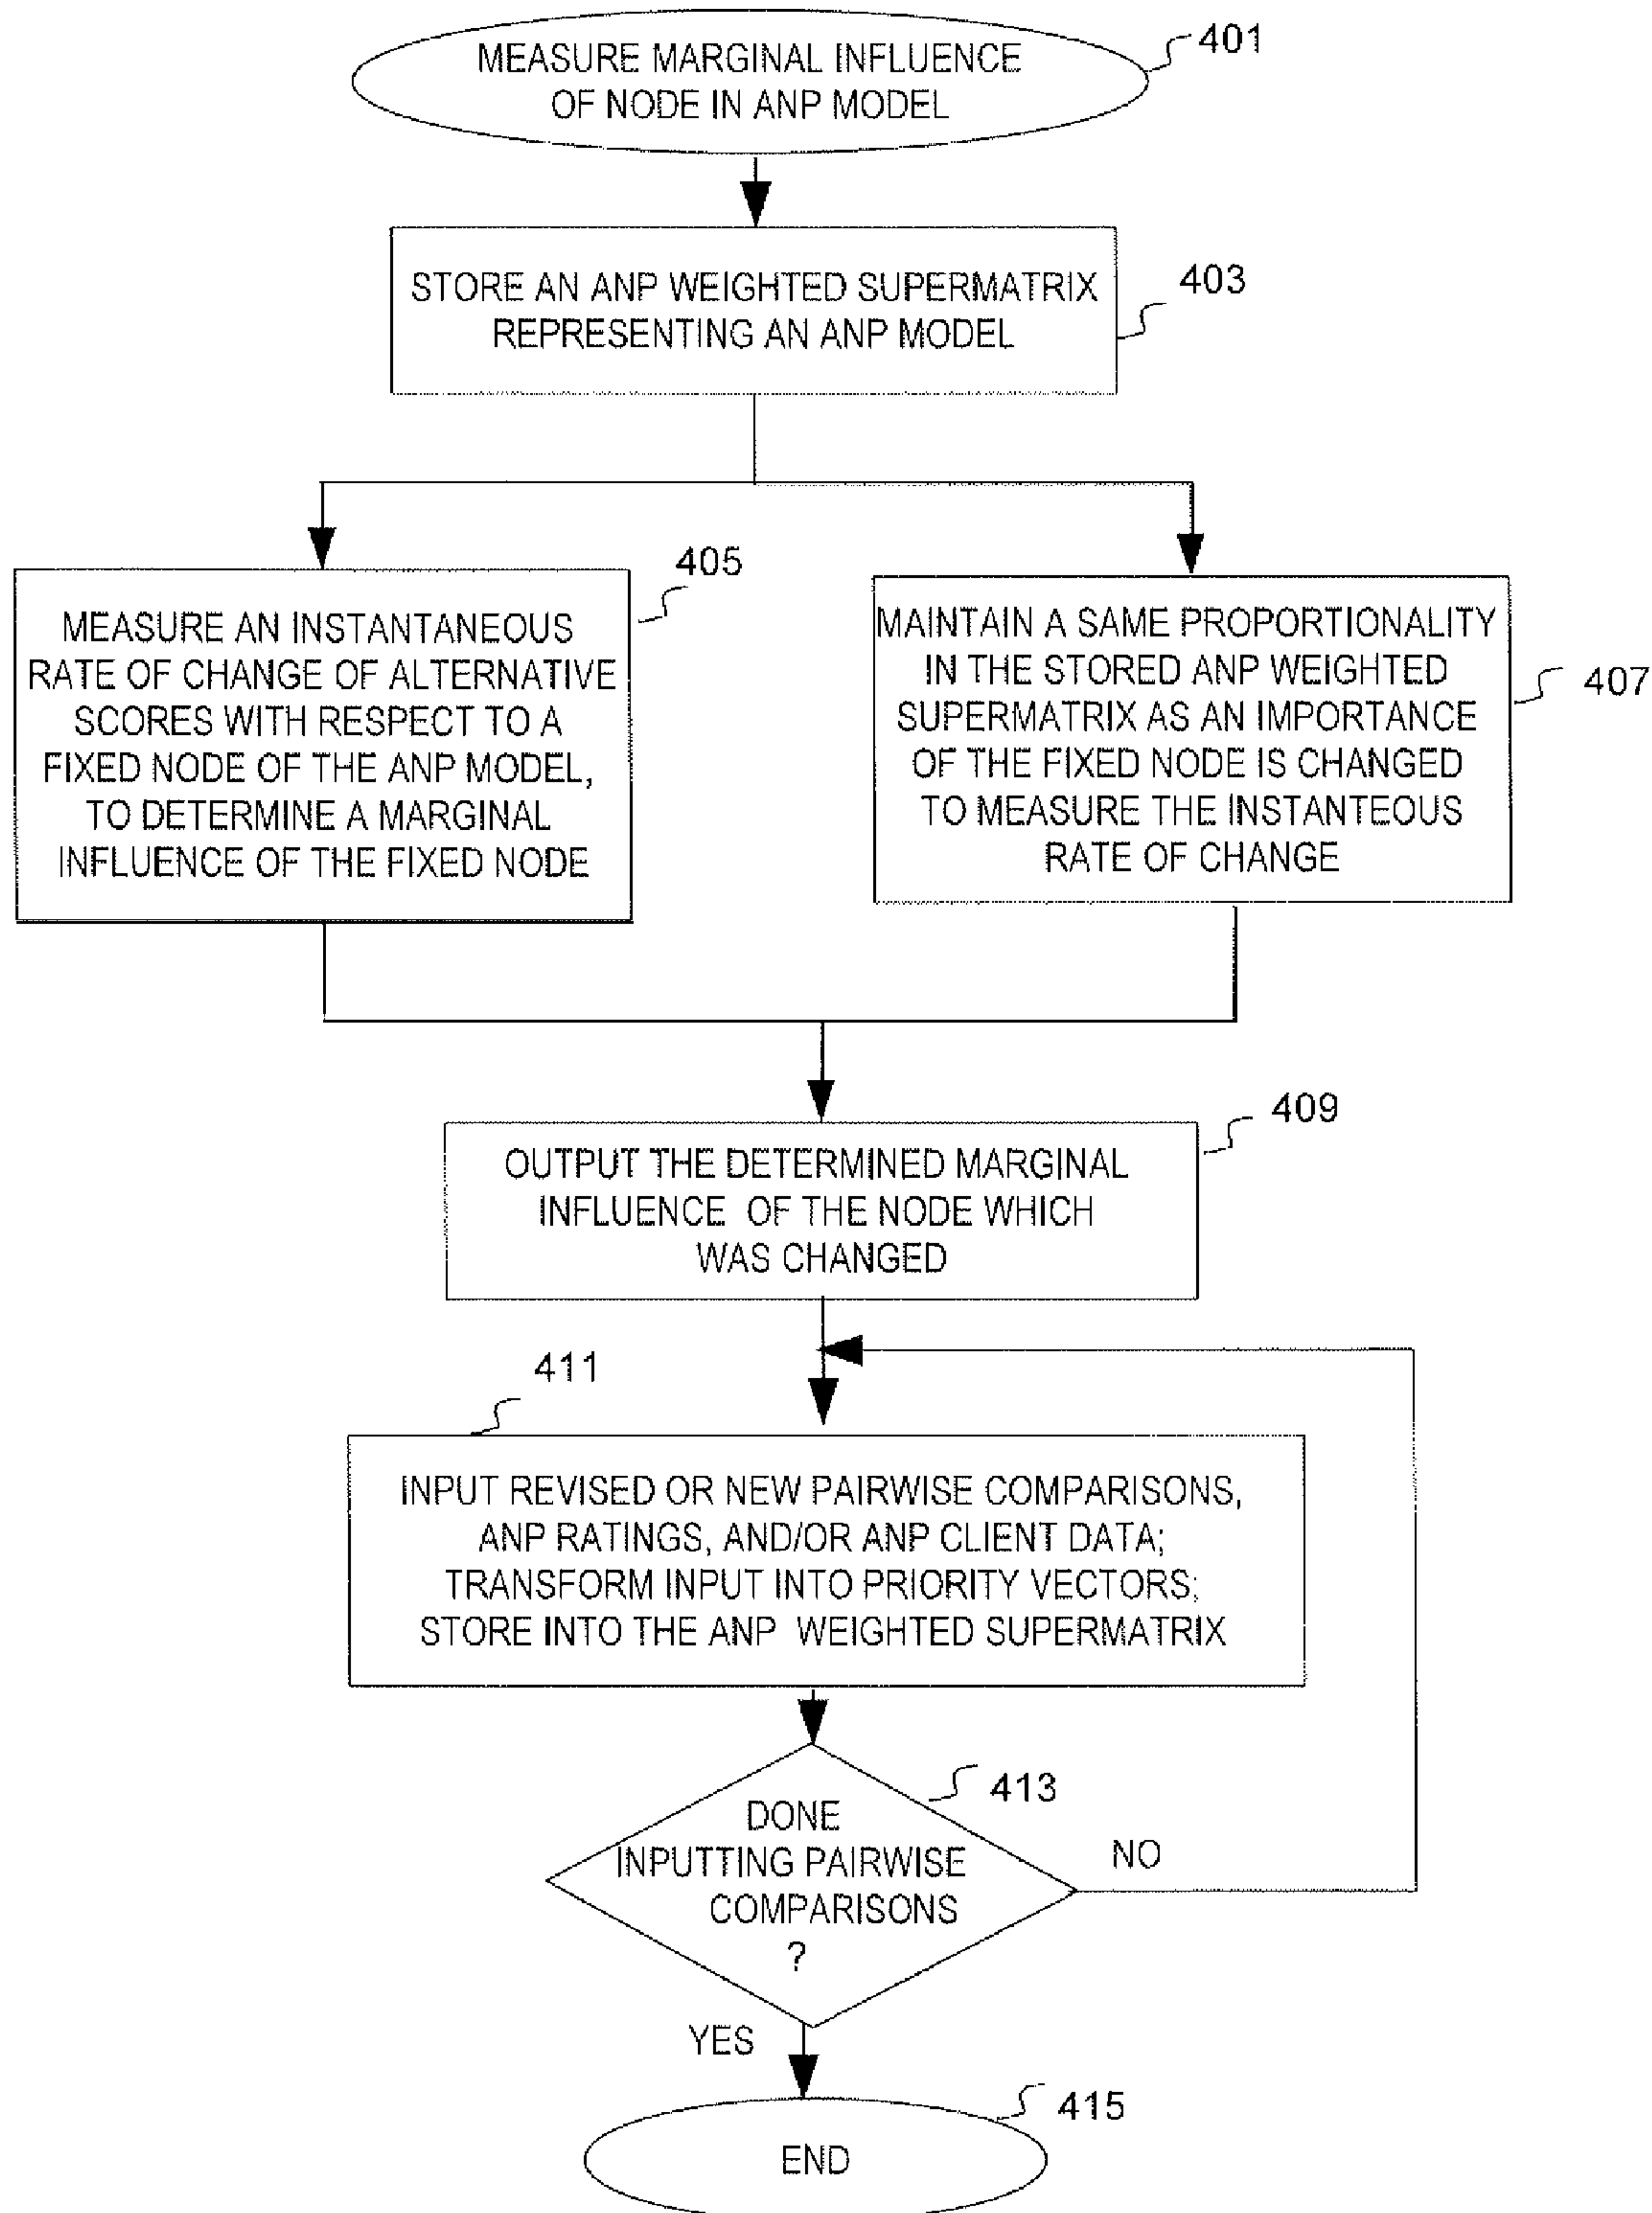 MEASURE MARGINAL INFLUENCE
OF NODE IN ANP MODEL
401
STORE AN ANP WEIGHTED SUPERMATRIX
REPRESENTING AN ANP MODEL
403
405
MEASURE AN INSTANTANEOUS
RATE OF CHANGE OF ALTERNATIVE
SCORES WITH RESPECT TO A
FIXED NODE OF THE ANP MODEL,
TO DETERMINE A MARGINAL
INFLUENCE OF THE FIXED NODE
MAINTAIN A SAME PROPORTIONALITY
IN THE STORED ANP WEIGHTED
SUPERMATRIX AS AN IMPORTANCE
OF THE FIXED NODE IS CHANGED
TO MEASURE THE INSTANTEOUS
RATE OF CHANGE
407
409
OUTPUT THE DETERMINED MARGINAL
INFLUENCE OF THE NODE WHICH
WAS CHANGED
411
INPUT REVISED OR NEW PAIRWISE COMPARISONS,
ANP RATINGS, AND/OR ANP CLIENT DATA;
TRANSFORM INPUT INTO PRIORITY VECTORS;
STORE INTO THE ANP WEIGHTED SUPERMATRIX
413
DONE
INPUTTING PAIRWISE
COMPARISONS
?
NO
YES
415
END